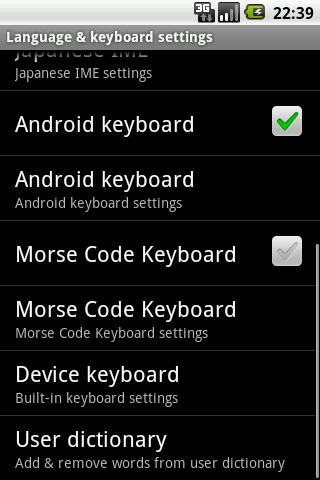 3G
22:39
Language & keyboard settings
Japanese IME
Japanese IME settings
Android keyboard
Android keyboard
Android keyboard settings
Morse Code Keyboard
Morse Code Keyboard
Morse Code Keyboard settings
Device keyboard
Built-in keyboard settings
User dictionary
Add & remove words from user dictionary